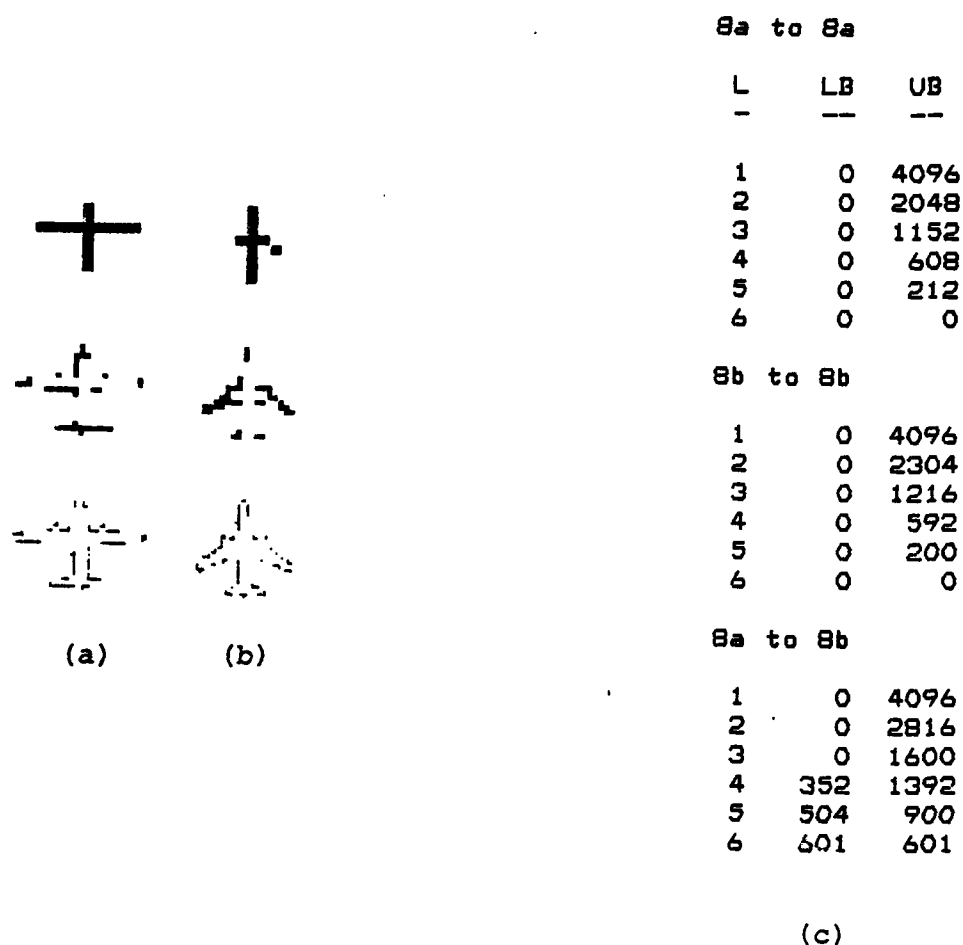 8a to 8a
L LB UB
- -- --
1 0 4096
2 0 2048
3 0 1152
4 0 608
5 0 212
6 0 0
8b to 8b
1 0 4096
2 0 2304
3 0 1216
4 0 592
5 0 200
6 0 0
8a to 8b
1 0 4096
2 0 2816
3 0 1600
4 352 1392
5 504 900
6 601 601
(a) (b)
(c)